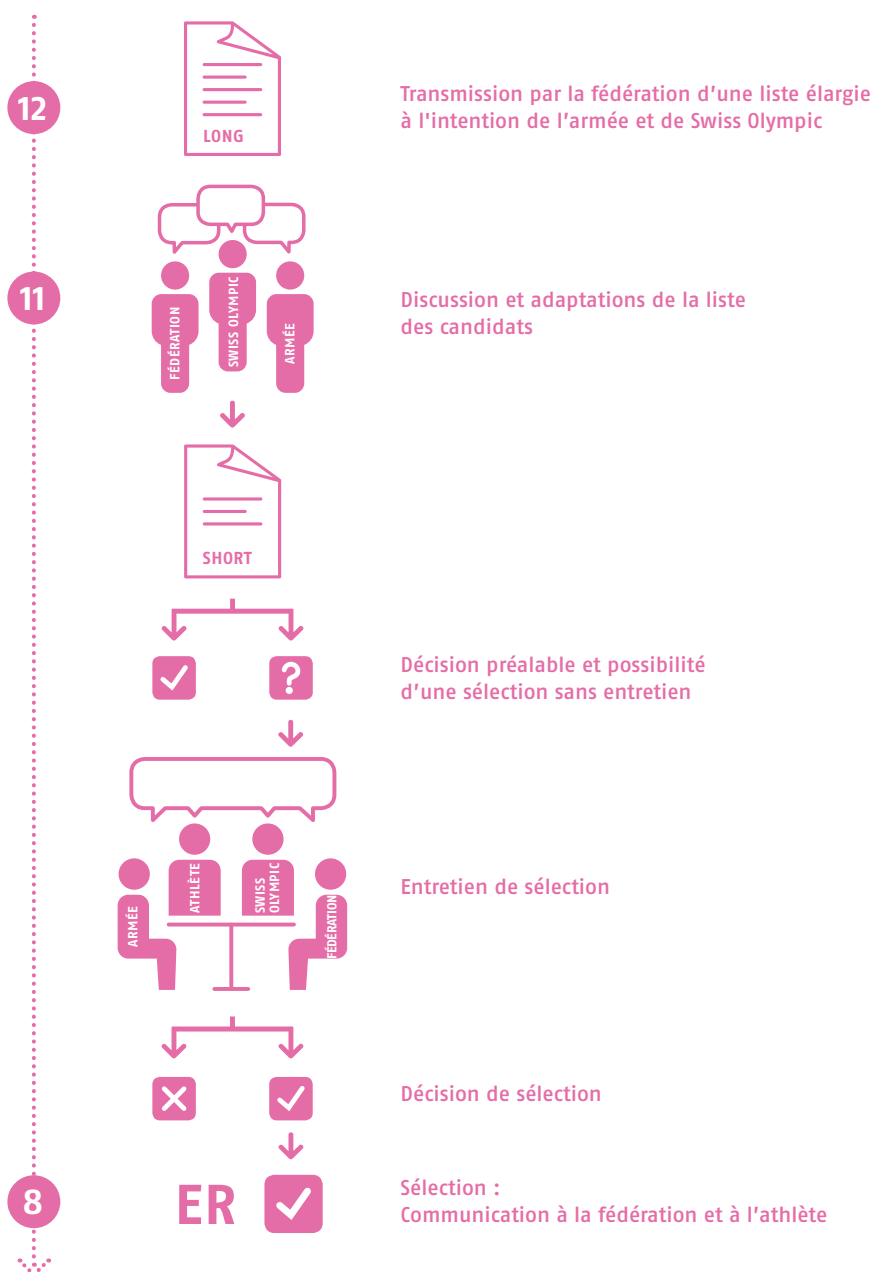 12
LONG
Transmission par la fédération d’une liste élargie
à l'intention de l’armée et de Swiss Olympic
11
FÉDÉRATION
SWISS OLYMPIC
ARMÉE
Discussion et adaptations de la liste
des candidats
SHORT
?
Décision préalable et possibilité
d’une sélection sans entretien
ARMÉE
ATHLÈTE
SWISS
OLYMPIC
FÉDÉRATION
Entretien de sélection
Décision de sélection
8
ER
Sélection :
Communication à la fédération et à l’athlète